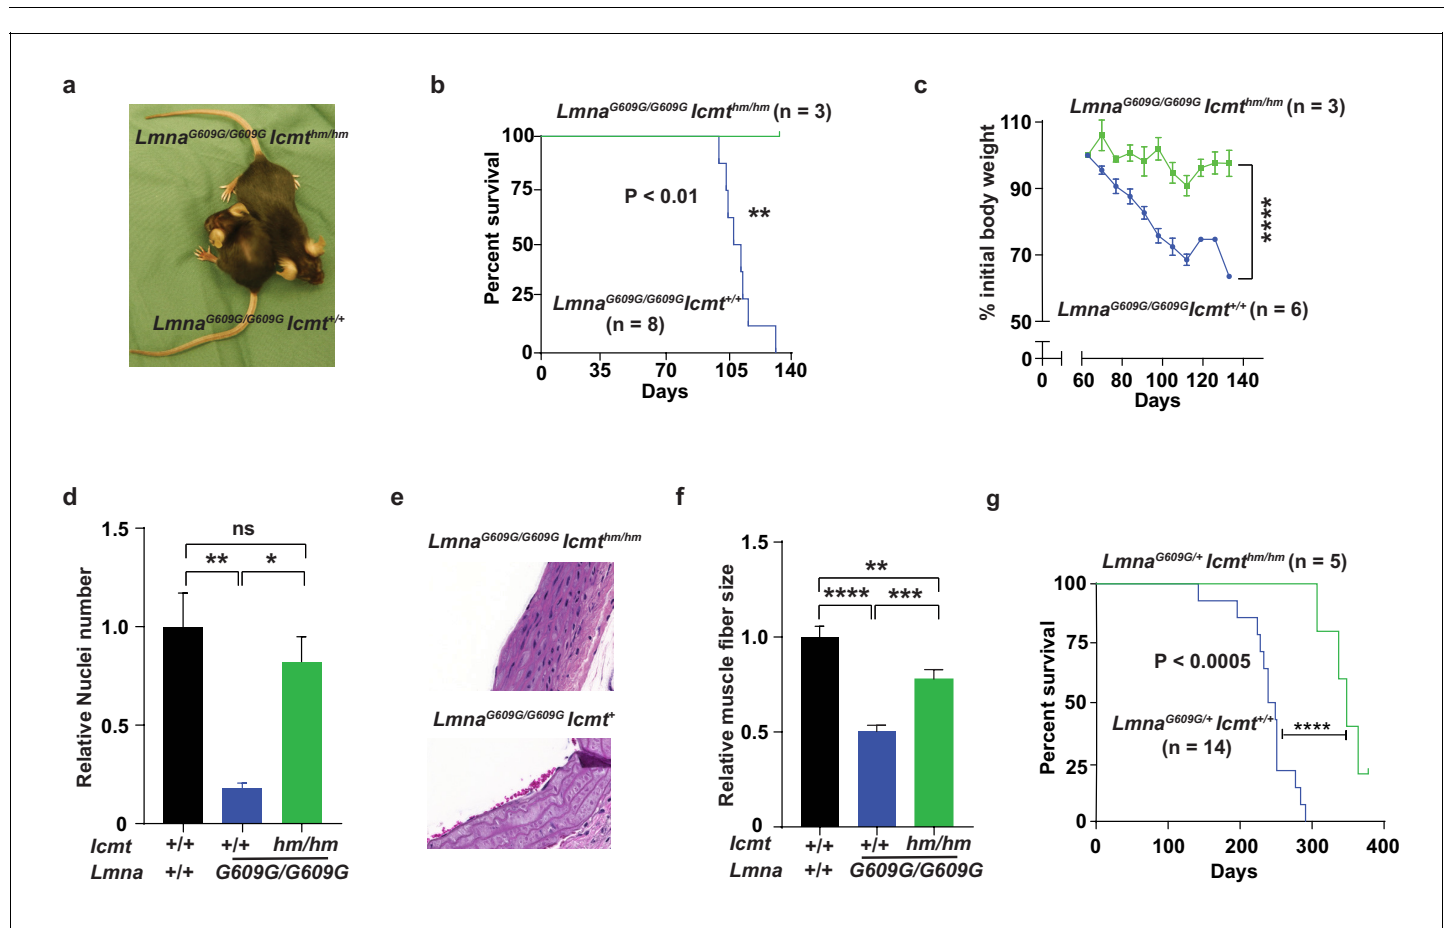 a
Lmna^G609G/G609G Icmt^hm/hm
Lmna^G609G/G609G Icmt^+/+
b
Lmna^G609G/G609G Icmt^hm/hm (n = 3)
Percent survival
100
75
50
25
0
P < 0.01
**
Lmna^G609G/G609G Icmt^+/+
(n = 8)
0 35 70 105 140
Days
c
Lmna^G609G/G609G Icmt^hm/hm (n = 3)
% initial body weight
110
90
70
50
0
****
Lmna^G609G/G609G Icmt^+/+ (n = 6)
0 60 80 100 120 140
Days
d
Relative Nuclei number
1.5
1.0
0.5
0
ns
** *
Icmt +/+ +/+ hm/hm
Lmna +/+ G609G/G609G
e
Lmna^G609G/G609G Icmt^hm/hm
Lmna^G609G/G609G Icmt^+
f
Relative muscle fiber size
1.5
1.0
0.5
0
**
**** ***
Icmt +/+ +/+ hm/hm
Lmna +/+ G609G/G609G
g
Lmna^G609G/+ Icmt^hm/hm (n = 5)
Percent survival
100
75
50
25
0
P < 0.0005
Lmna^G609G/+ Icmt^+/+
(n = 14)
****
0 100 200 300 400
Days